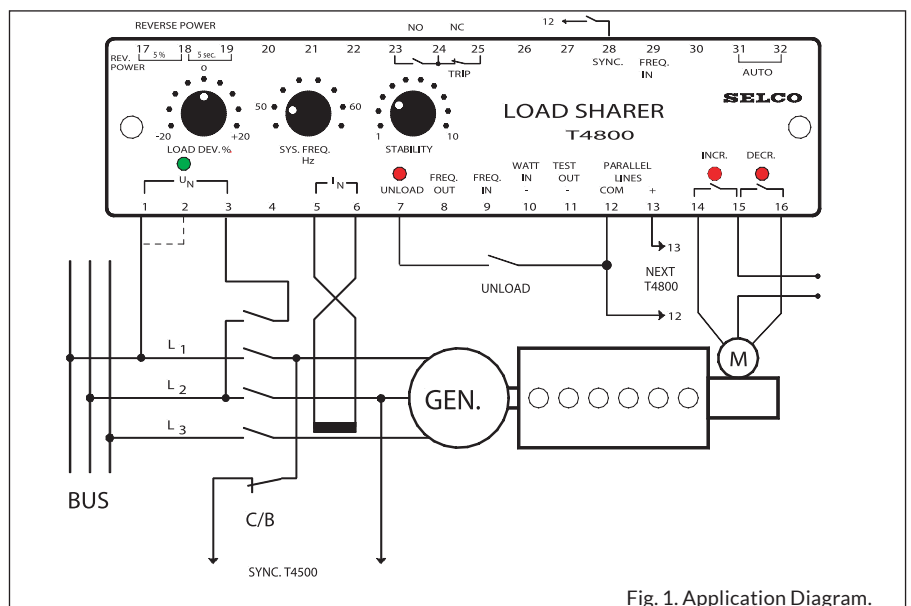 REVERSE POWER
NO NC
12
17 18 19 20 21 22 23 24 25 26 27 28 29 30 31 32
REV. POWER
5 %
5 sec.
TRIP
SYNC.
FREQ. IN
AUTO
SELCO
LOAD SHARER
T4800
0
-20 +20
LOAD DEV. %
50 60
SYS. FREQ.
Hz
1 10
STABILITY
UN
IN
UNLOAD
FREQ. OUT
FREQ. IN
WATT IN
-
TEST OUT
-
PARALLEL LINES
COM +
INCR.
DECR.
1 2 3 5 6 7 8 9 10 11 12 13 14 15 16
UNLOAD
13
NEXT
T4800
12
L 1
L 2
L 3
GEN.
M
BUS
C/B
SYNC. T4500
Fig. 1. Application Diagram.